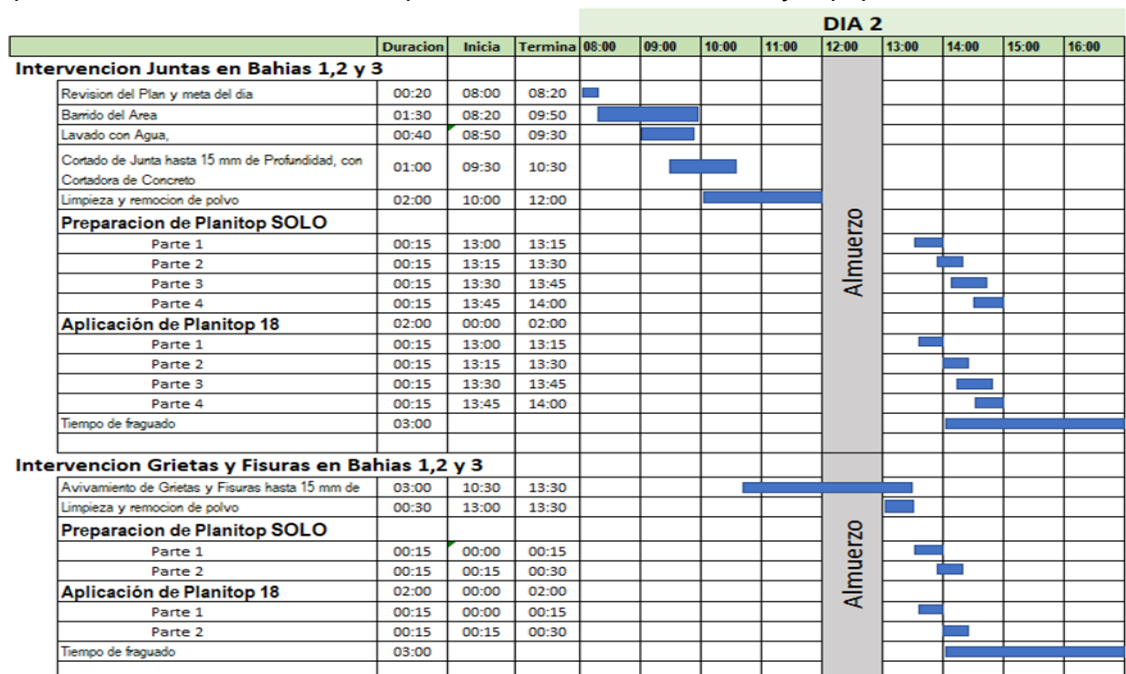 DIA 2
Duracion Inicia Termina 08:00 09:00 10:00 11:00 12:00 13:00 14:00 15:00 16:00
Intervencion Juntas en Bahias 1,2 y 3
Revision del Plan y meta del dia 00:20 08:00 08:20
Barrido del Area 01:30 08:20 09:50
Lavado con Agua, 00:40 08:50 09:30
Cortado de Junta hasta 15 mm de Profundidad, con
Cortadora de Concreto 01:00 09:30 10:30
Limpieza y remocion de polvo 02:00 10:00 12:00
Almuerzo
Preparacion de Planitop SOLO
Parte 1 00:15 13:00 13:15
Parte 2 00:15 13:15 13:30
Parte 3 00:15 13:30 13:45
Parte 4 00:15 13:45 14:00
Aplicación de Planitop 18 02:00 00:00 02:00
Parte 1 00:15 13:00 13:15
Parte 2 00:15 13:15 13:30
Parte 3 00:15 13:30 13:45
Parte 4 00:15 13:45 14:00
Tiempo de fraguado 03:00
Intervencion Grietas y Fisuras en Bahias 1,2 y 3
Avivamiento de Grietas y Fisuras hasta 15 mm de 03:00 10:30 13:30
Limpieza y remocion de polvo 00:30 13:00 13:30
Almuerzo
Preparacion de Planitop SOLO
Parte 1 00:15 00:00 00:15
Parte 2 00:15 00:15 00:30
Aplicación de Planitop 18 02:00 00:00 02:00
Parte 1 00:15 00:00 00:15
Parte 2 00:15 00:15 00:30
Tiempo de fraguado 03:00